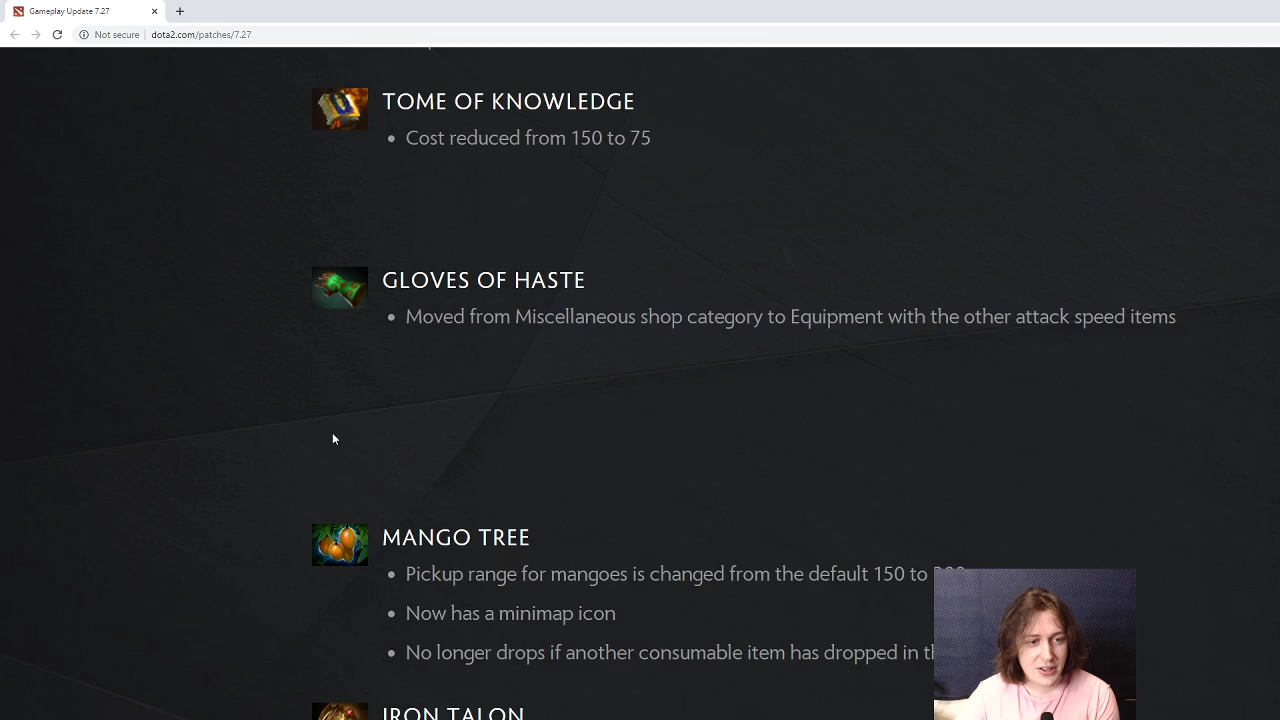 Gameplay Update 7.27
Not secure
dota2.com/patches/7.27
TOME OF KNOWLEDGE
Cost reduced from 150 to 75
GLOVES OF HASTE
Moved from Miscellaneous shop category to Equipment with the other attack speed items
MANGO TREE
Pickup range for mangoes is changed from the default 150 to
Now has a minimap icon
No longer drops if another consumable item has dropped in
IRON TALON